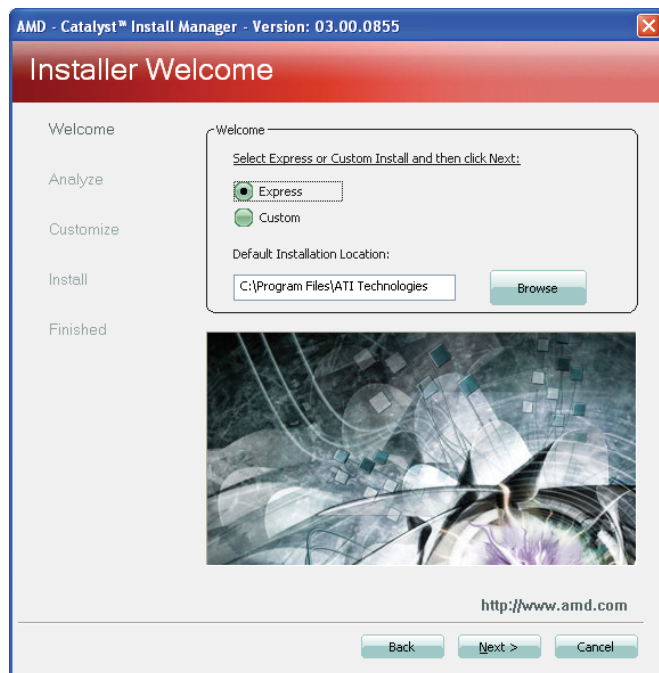 AMD - Catalyst™ Install Manager - Version: 03.00.0855
Installer Welcome
Welcome
Analyze
Customize
Install
Finished
Welcome
Select Express or Custom Install and then click Next:
Express
Custom
Default Installation Location:
C:\Program Files\ATI Technologies
Browse
http://www.amd.com
Back
Next >
Cancel